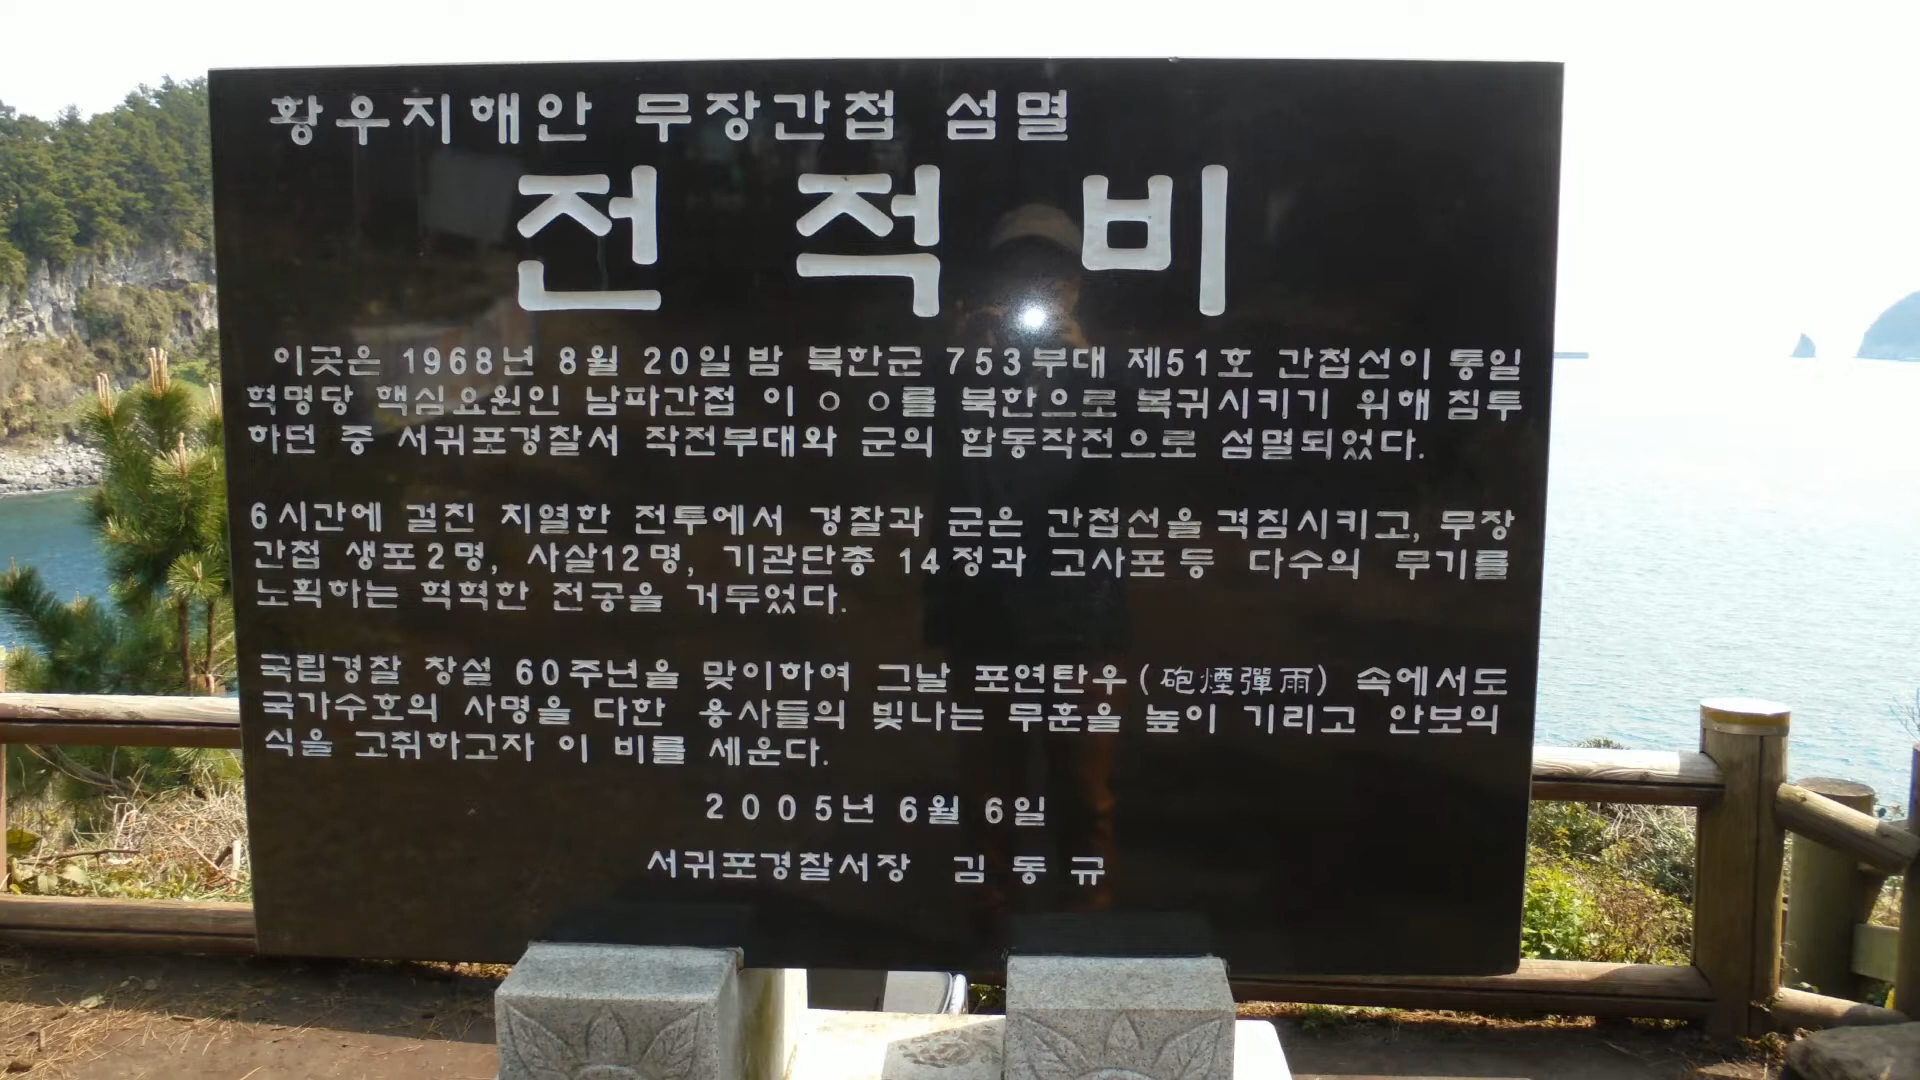 황우지해안 무장간첩 섬멸
전적비
이곳은 1968년 8월 20일 밤 북한군 753부대 제51호 간첩선이 통일
혁명당 핵심요원인 남파간첩 이 ㅇ ㅇ를 북한으로 복귀시키기 위해 침투
하던 중 서귀포경찰서 작전부대와 군의 합동작전으로 섬멸되었다.
6시간에 걸친 치열한 전투에서 경찰과 군은 간첩선을 격침시키고, 무장
간첩 생포2명, 사살12명, 기관단총 14정과 고사포 등 다수의 무기를
노획하는 혁혁한 전공을 거두었다.
국립경찰 창설 60주년을 맞이하여 그날 포연탄우(砲煙彈雨) 속에서도
국가수호의 사명을 다한 용사들의 빛나는 무훈을 높이 기리고 안보의
식을 고취하고자 이 비를 세운다.
2005년 6월 6일
서귀포경찰서장 김동규